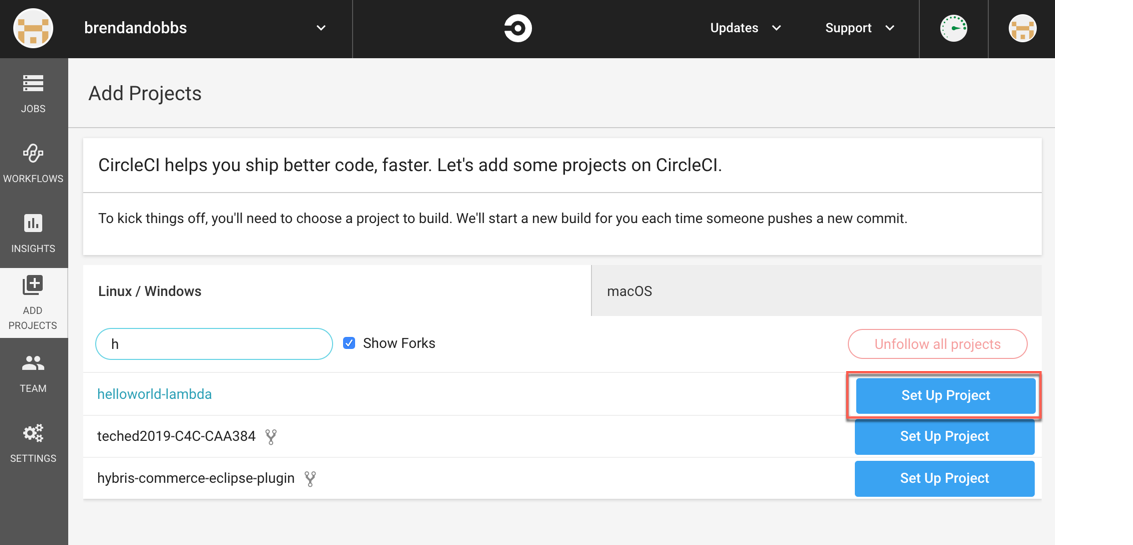 brendandobbs
Updates
Support
JOBS
WORKFLOWS
INSIGHTS
ADD
PROJECTS
TEAM
SETTINGS
Add Projects
CircleCI helps you ship better code, faster. Let's add some projects on CircleCI.
To kick things off, you'll need to choose a project to build. We'll start a new build for you each time someone pushes a new commit.
Linux / Windows
macOS
h
Show Forks
Unfollow all projects
helloworld-lambda
Set Up Project
teched2019-C4C-CAA384
Set Up Project
hybris-commerce-eclipse-plugin
Set Up Project